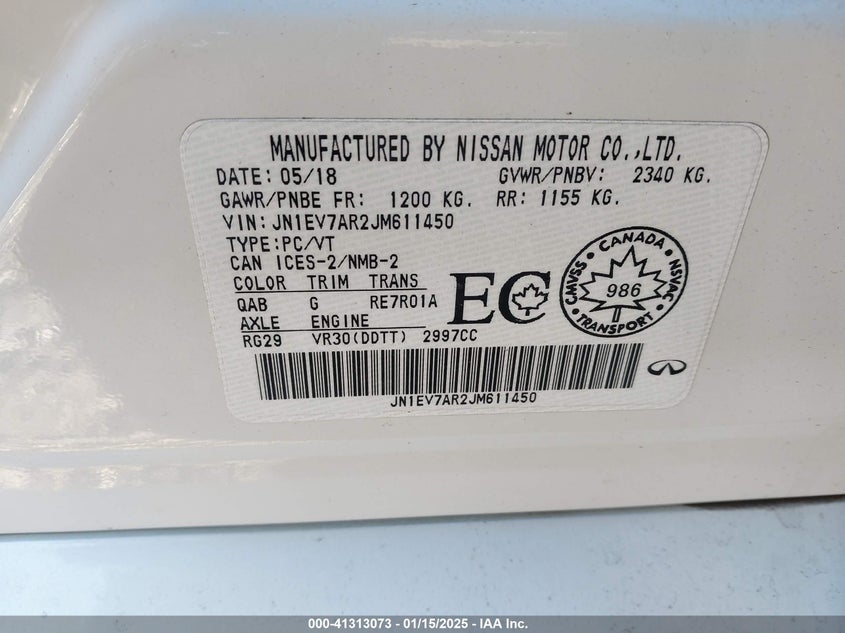 MANUFACTURED BY NISSAN MOTOR CO.,LTD.
DATE: 05/18 GVWR/PNBV: 2340 KG.
GAWR/PNBE FR: 1200 KG. RR: 1155 KG.
VIN: JN1EV7AR2JM611450
TYPE:PC/VT
CAN ICES-2/NMB-2
COLOR TRIM TRANS
QAB G RE7R01A
AXLE ENGINE
RG29 VR30(DDTT) 2997CC
EC
CANADA
CMVSS NSVAC
986
TRANSPORT
JN1EV7AR2JM611450
000-41313073 - 01/15/2025 - IAA Inc.